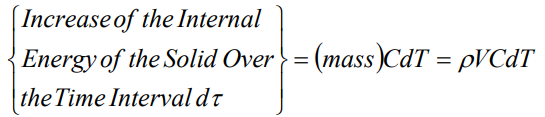 Increase of the Internal
Energy of the Solid Over = (mass)CdT = ρVCdT
the Time Interval dτ